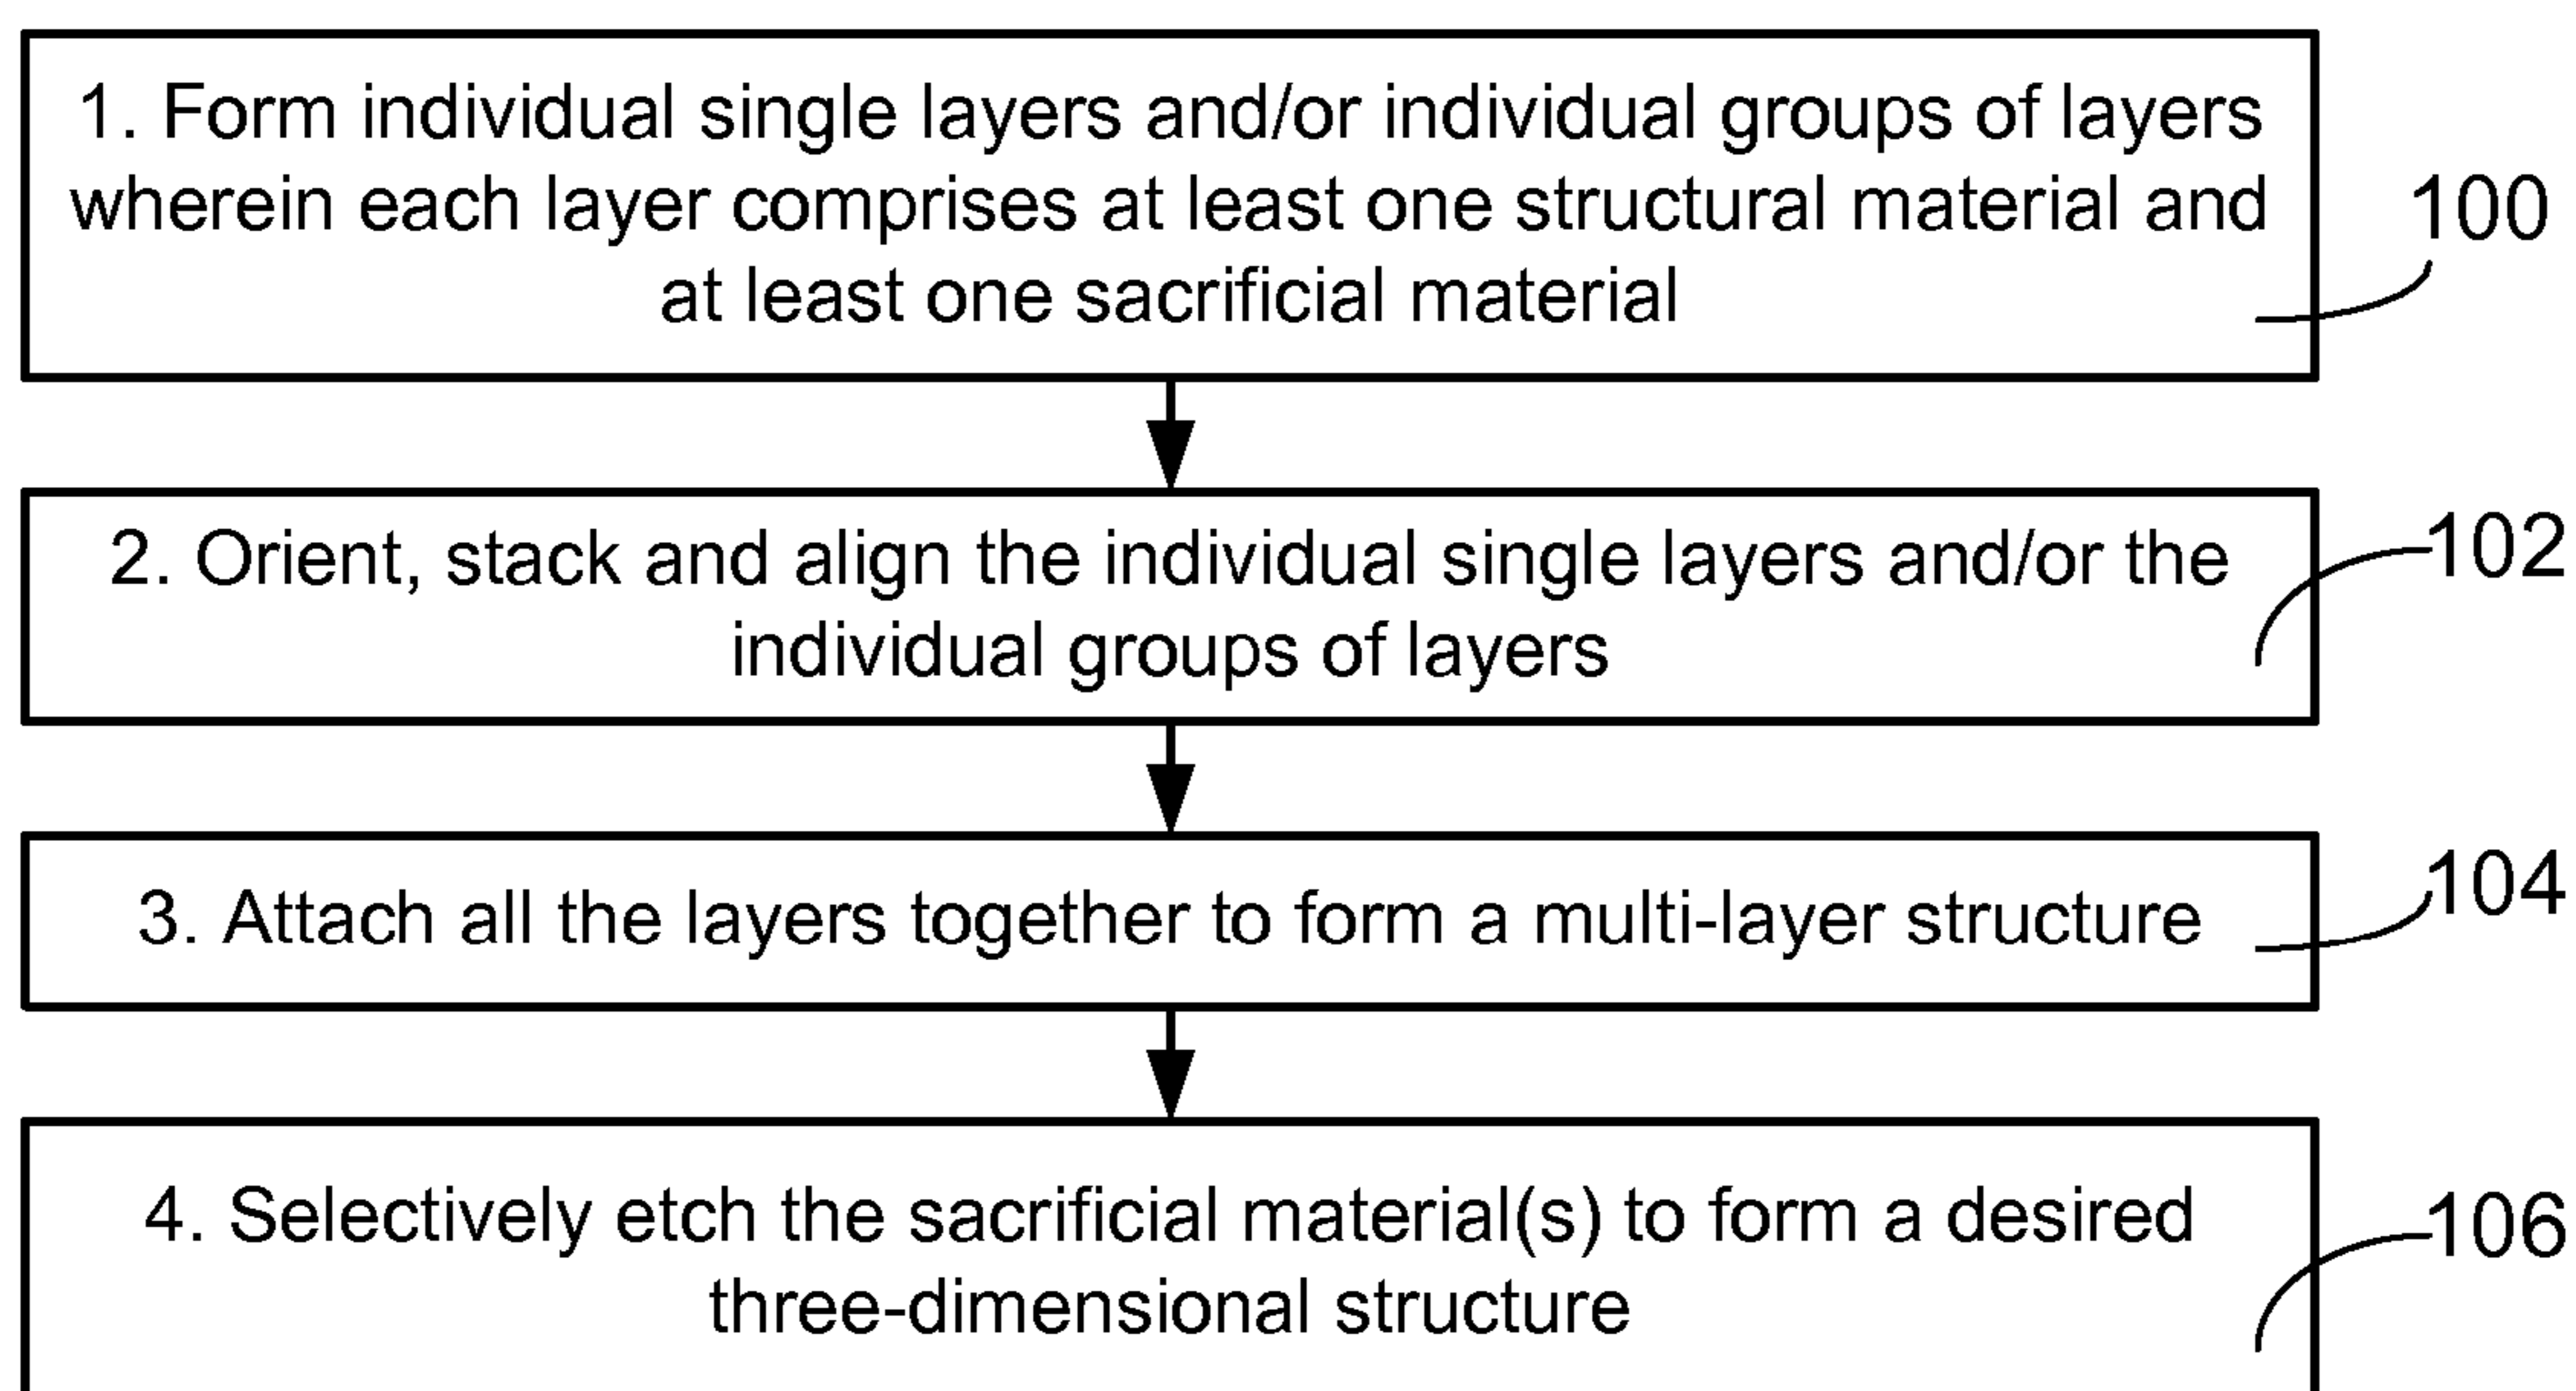 1. Form individual single layers and/or individual groups of layers
wherein each layer comprises at least one structural material and
at least one sacrificial material
100
2. Orient, stack and align the individual single layers and/or the
individual groups of layers
102
3. Attach all the layers together to form a multi-layer structure
104
4. Selectively etch the sacrificial material(s) to form a desired
three-dimensional structure
106